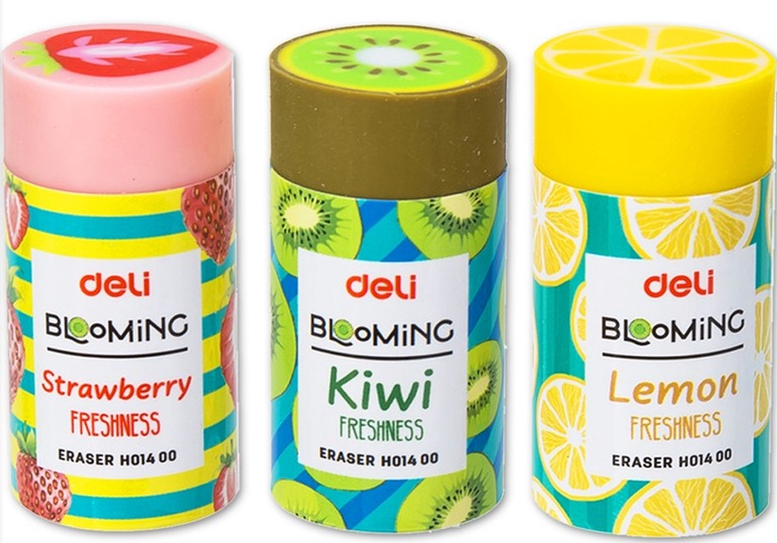 deli
BLOOMiNG
Strawberry
FRESHNESS
ERASER H014 00
deli
BLOOMiNG
Kiwi
FRESHNESS
ERASER H014 00
deli
BLOOMiNG
Lemon
FRESHNESS
ERASER H014 00